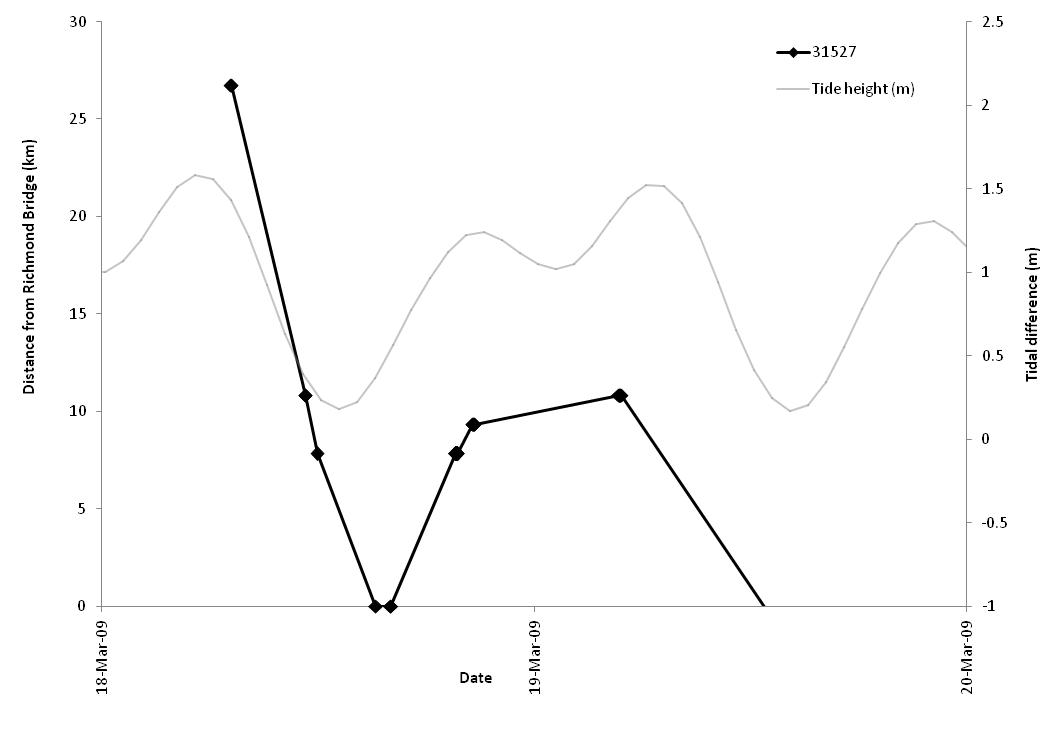 30
25
20
15
10
5
0
Distance from Richmond Bridge (km)
31527
Tide height (m)
2.5
2
1.5
1
0.5
0
-0.5
-1
Tidal difference (m)
18-Mar-09
19-Mar-09
20-Mar-09
Date